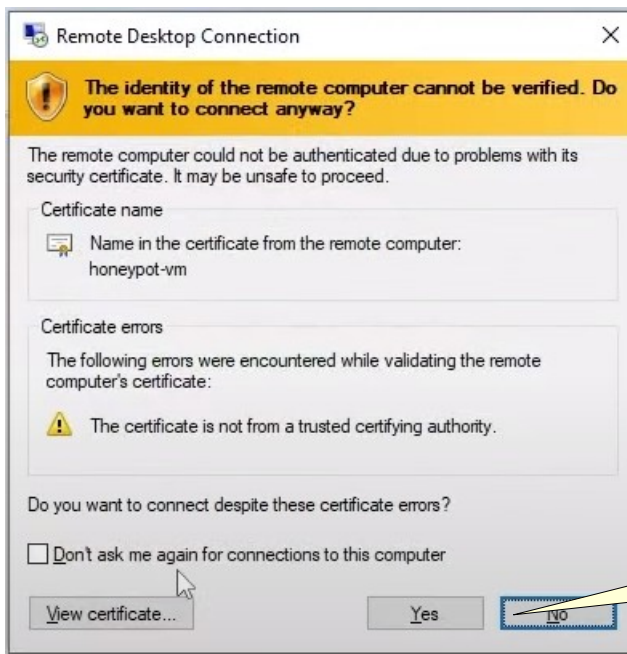 Remote Desktop Connection
The identity of the remote computer cannot be verified. Do
you want to connect anyway?
The remote computer could not be authenticated due to problems with its
security certificate. It may be unsafe to proceed.
Certificate name
Name in the certificate from the remote computer:
honeypot-vm
Certificate errors
The following errors were encountered while validating the remote
computer's certificate:
The certificate is not from a trusted certifying authority.
Do you want to connect despite these certificate errors?
Don't ask me again for connections to this computer
View certificate...
Yes
No